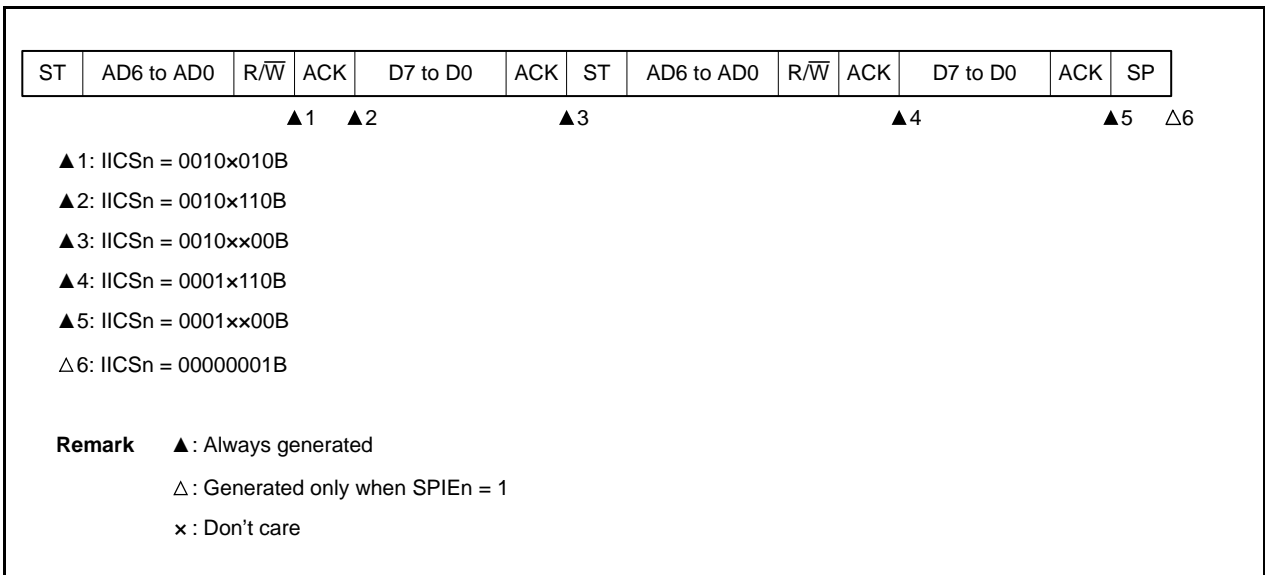 ST AD6 to AD0 R/W̅ ACK D7 to D0 ACK ST AD6 to AD0 R/W̅ ACK D7 to D0 ACK SP
▲1 ▲2 ▲3 ▲4 ▲5 △6
▲1: IICSn = 0010×010B
▲2: IICSn = 0010×110B
▲3: IICSn = 0010××00B
▲4: IICSn = 0001×110B
▲5: IICSn = 0001××00B
△6: IICSn = 00000001B
Remark ▲: Always generated
△: Generated only when SPIEn = 1
×: Don't care